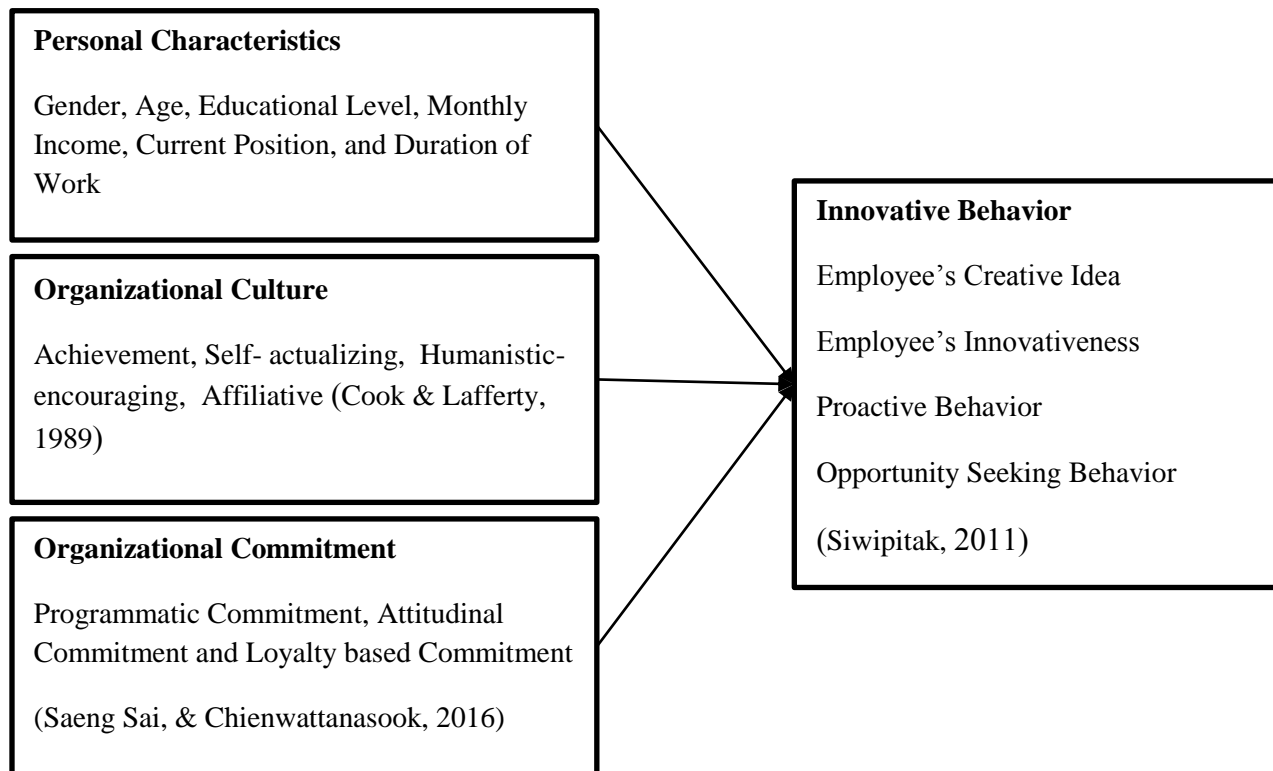 Personal Characteristics
Gender, Age, Educational Level, Monthly
Income, Current Position, and Duration of
Work
Organizational Culture
Achievement, Self- actualizing,  Humanistic-
encouraging,  Affiliative (Cook & Lafferty,
1989)
Organizational Commitment
Programmatic Commitment, Attitudinal
Commitment and Loyalty based Commitment
(Saeng Sai, & Chienwattanasook, 2016)
Innovative Behavior
Employee’s Creative Idea
Employee’s Innovativeness
Proactive Behavior
Opportunity Seeking Behavior
(Siwipitak, 2011)